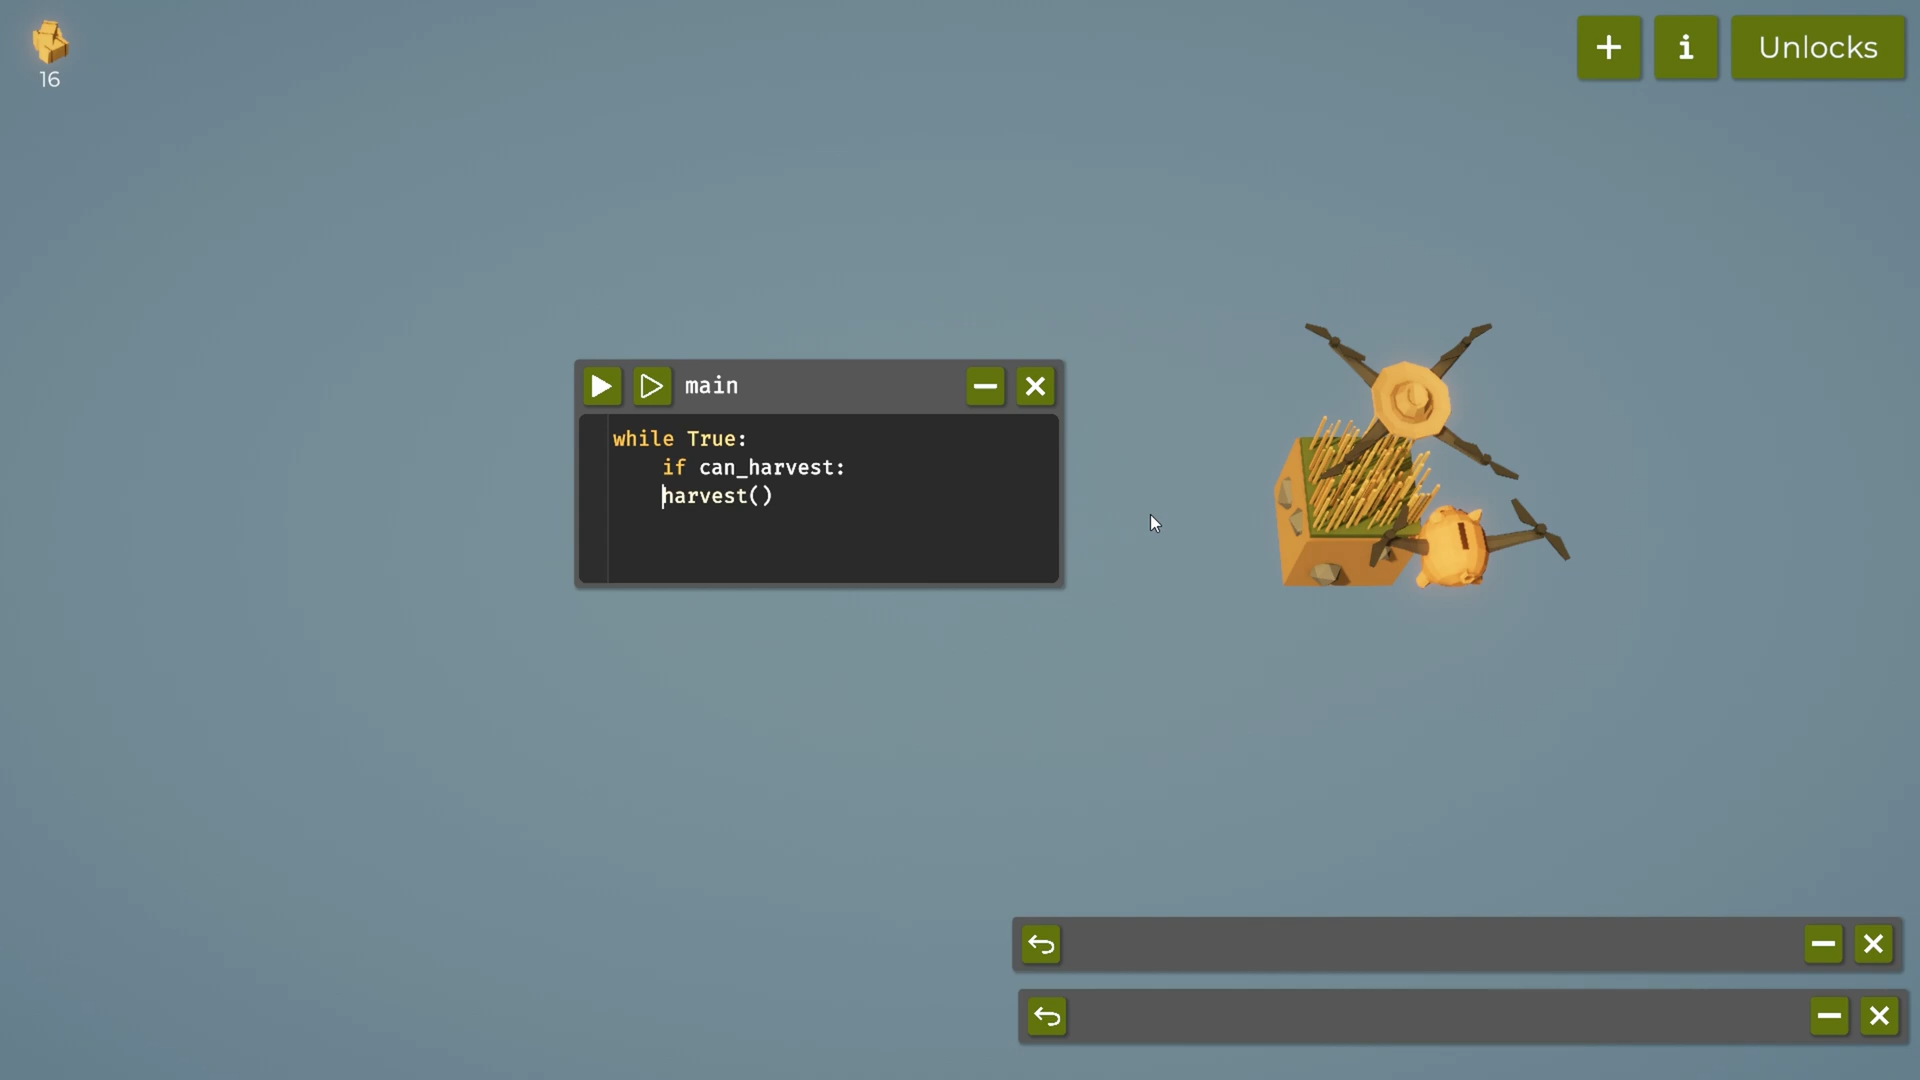 16
+ i Unlocks
main
while True:
    if can_harvest:
    harvest()